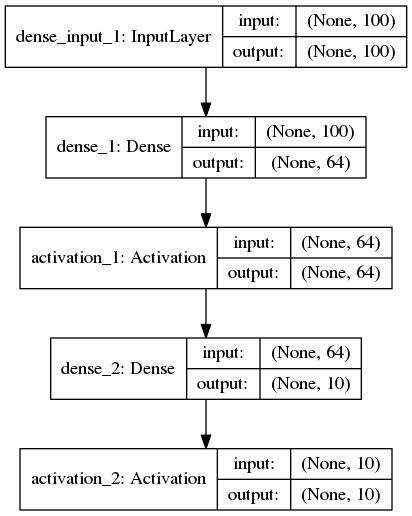 dense_input_1: InputLayer
input: (None, 100)
output: (None, 100)
dense_1: Dense
input: (None, 100)
output: (None, 64)
activation_1: Activation
input: (None, 64)
output: (None, 64)
dense_2: Dense
input: (None, 64)
output: (None, 10)
activation_2: Activation
input: (None, 10)
output: (None, 10)